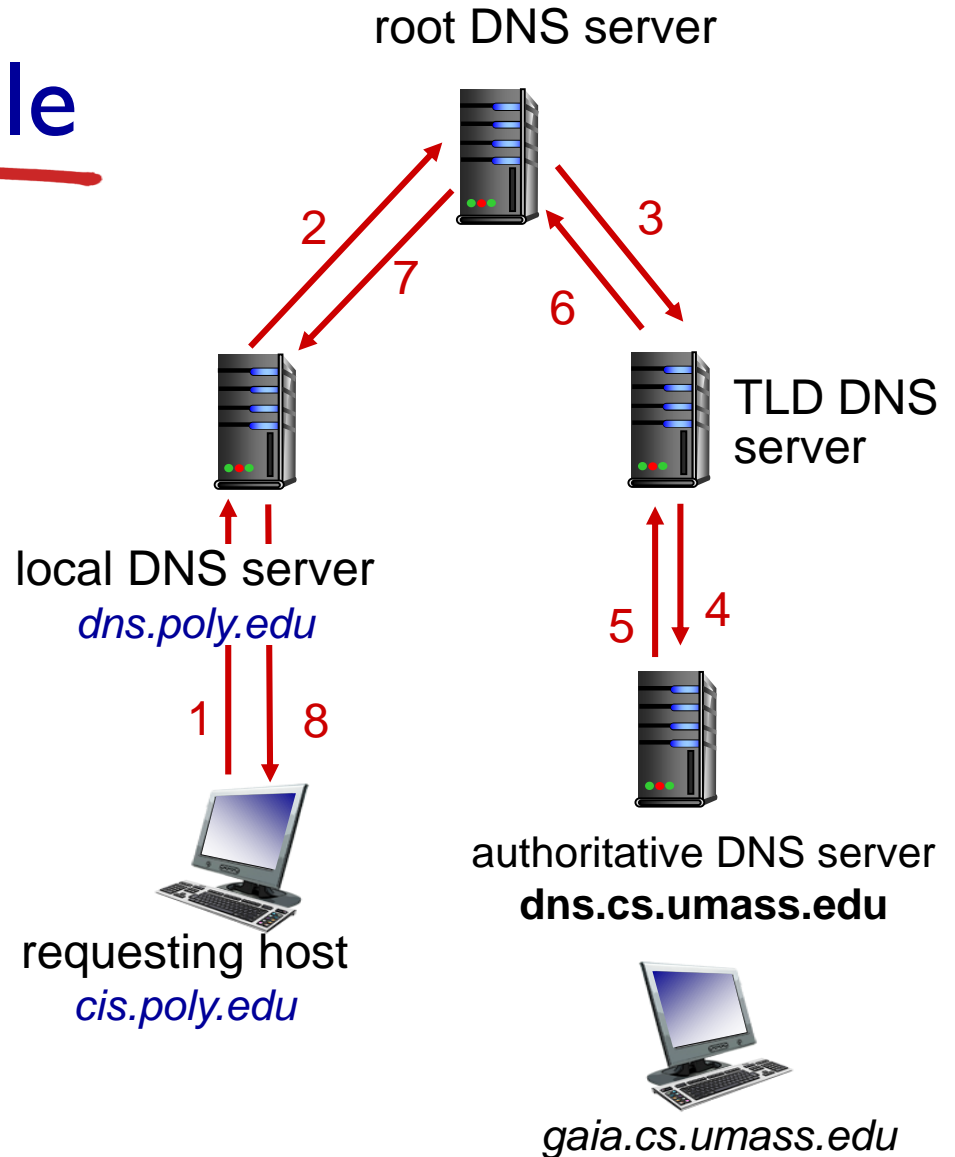 root DNS server
le
2
3
7
6
TLD DNS
server
local DNS server
dns.poly.edu
5
4
1
8
authoritative DNS server
dns.cs.umass.edu
requesting host
cis.poly.edu
gaia.cs.umass.edu